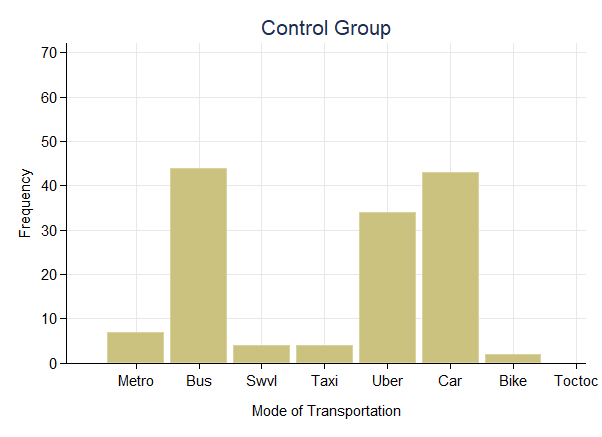 Control Group
Frequency
70
60
50
40
30
20
10
0
Metro Bus Swvl Taxi Uber Car Bike Toctoc
Mode of Transportation